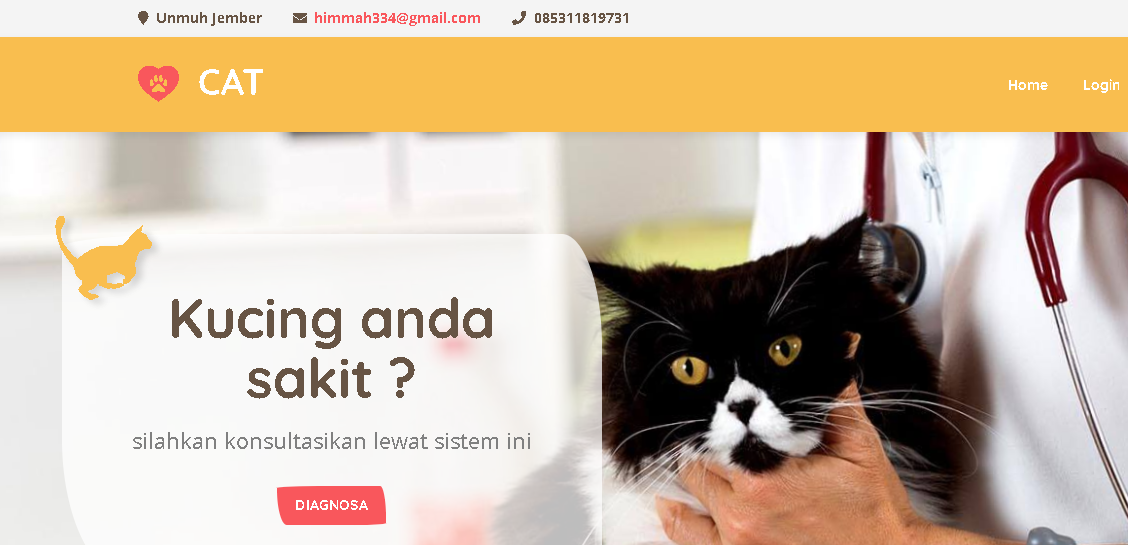 Unmuh Jember himmah334@gmail.com 085311819731
CAT
Home Login
Kucing anda
sakit ?
silahkan konsultasikan lewat sistem ini
DIAGNOSA